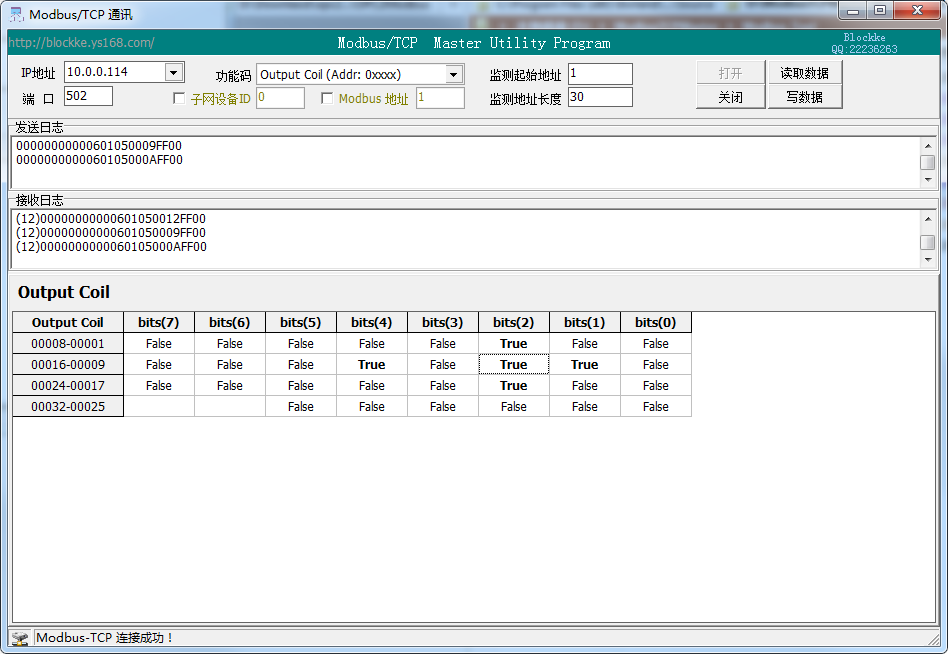 Modbus/TCP 通讯
http://blockke.ys168.com/
Modbus/TCP Master Utility Program
Blockke
QQ:22236263
IP地址 10.0.0.114 功能码 Output Coil (Addr: 0xxxx) 监测起始地址 1 打开 读取数据
端 口 502 子网设备ID 0 Modbus 地址 1 监测地址长度 30 关闭 写数据
发送日志
00000000000601050009FF00
0000000000060105000AFF00
接收日志
(12)00000000000601050012FF00
(12)00000000000601050009FF00
(12)0000000000060105000AFF00
Output Coil
Output Coil bits(7) bits(6) bits(5) bits(4) bits(3) bits(2) bits(1) bits(0)
00008-00001 False False False False False True False False
00016-00009 False False False True False True True False
00024-00017 False False False False False True False False
00032-00025 False False False False False False
Modbus-TCP 连接成功！